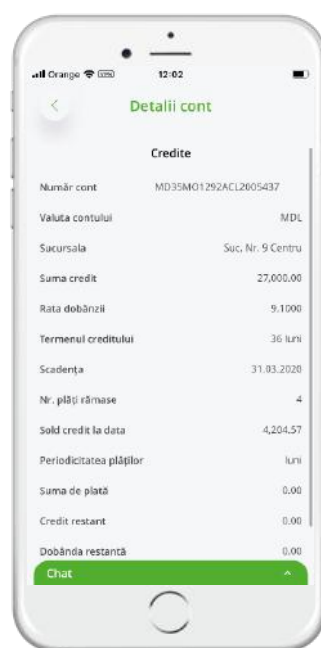 Orange
12:02
Detalii cont
Credite
Număr cont MD35MO1292ACL2005437
Valuta contului MDL
Sucursala Suc. Nr. 9 Centru
Suma credit 27,000.00
Rata dobânzii 9.1000
Termenul creditului 36 luni
Scadența 31.03.2020
Nr. plăți rămase 4
Sold credit la data 4,204.57
Periodicitatea plăților luni
Suma de plată 0.00
Credit restant 0.00
Dobânda restantă 0.00
Chat